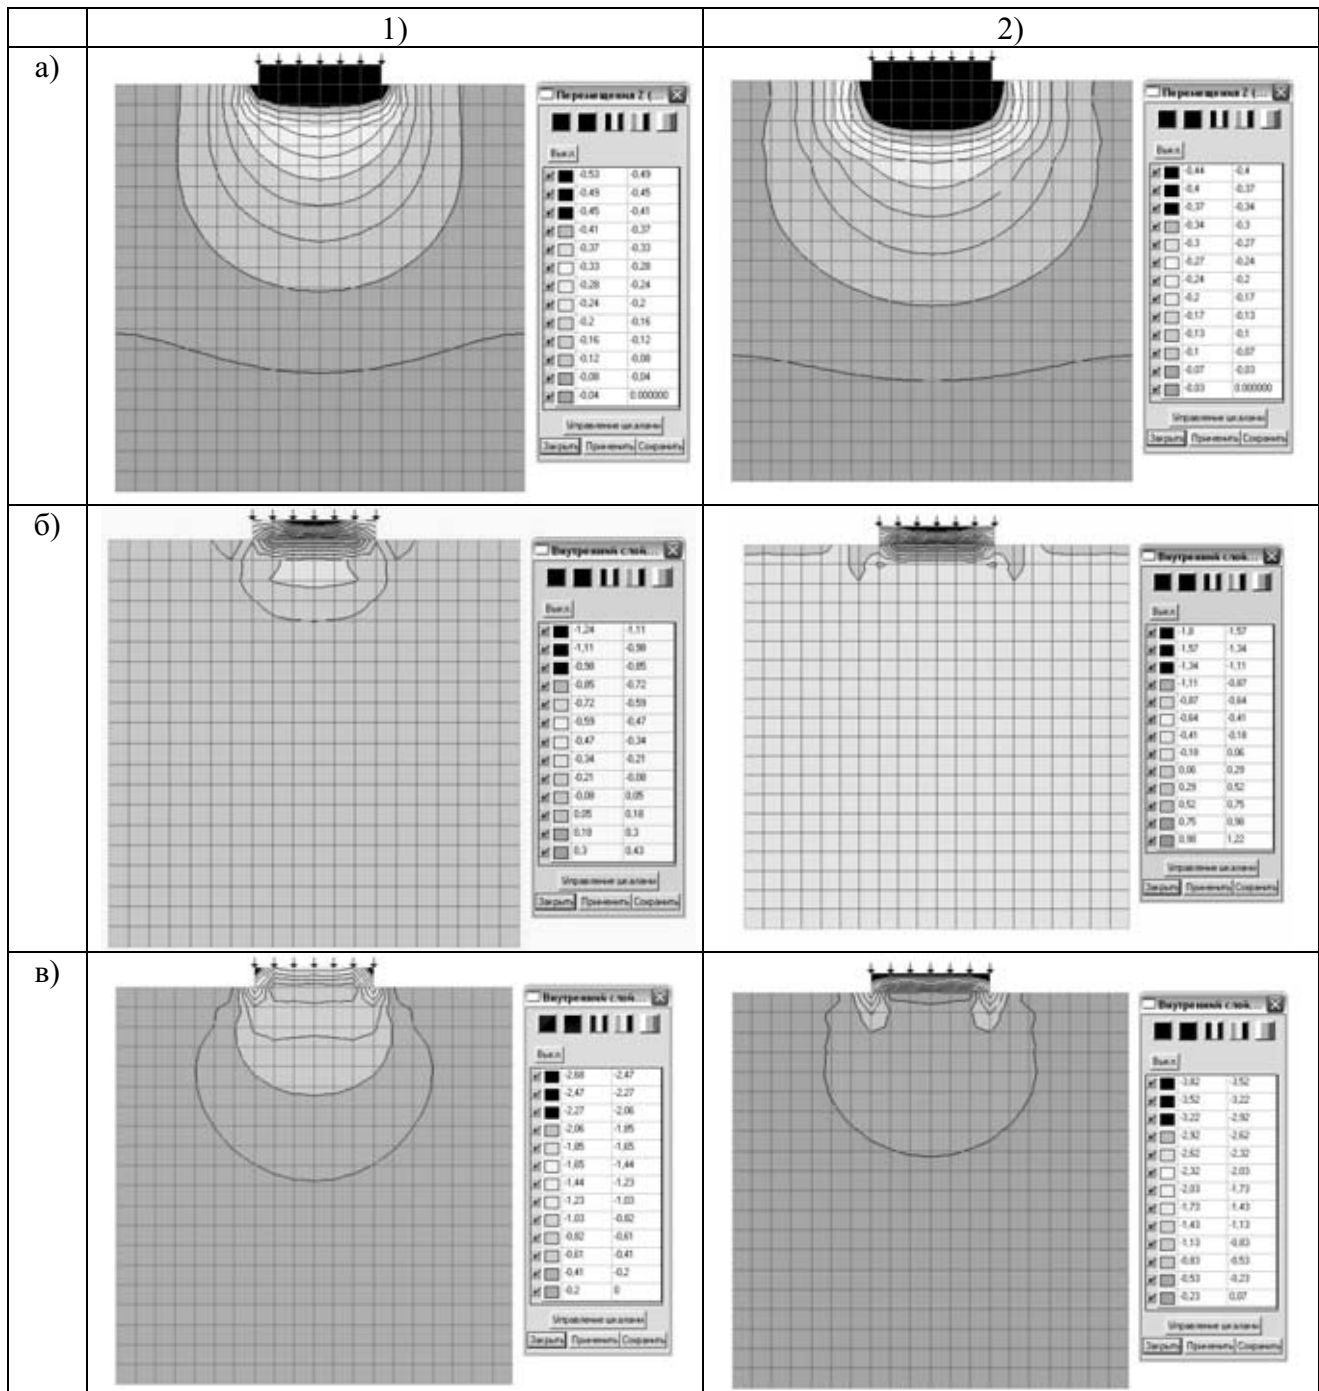 1)
2)
а)
Перемещения Z (...
Выкл.
-0,53 -0,49
-0,49 -0,45
-0,45 -0,41
-0,41 -0,37
-0,37 -0,33
-0,33 -0,28
-0,28 -0,24
-0,24 -0,2
-0,2 -0,16
-0,16 -0,12
-0,12 -0,08
-0,08 -0,04
-0,04 0.000000
Управление шкалами
Закрыть Применить Сохранить
Перемещения Z (...
Выкл.
-0,44 -0,4
-0,4 -0,37
-0,37 -0,34
-0,34 -0,3
-0,3 -0,27
-0,27 -0,24
-0,24 -0,2
-0,2 -0,17
-0,17 -0,13
-0,13 -0,1
-0,1 -0,07
-0,07 -0,03
-0,03 0.000000
Управление шкалами
Закрыть Применить Сохранить
б)
Внутренний слой...
Выкл.
-1,24 -1,11
-1,11 -0,98
-0,98 -0,85
-0,85 -0,72
-0,72 -0,59
-0,59 -0,47
-0,47 -0,34
-0,34 -0,21
-0,21 -0,08
-0,08 0,05
0,05 0,18
0,18 0,3
0,3 0,43
Управление шкалами
Закрыть Применить Сохранить
Внутренний слой...
Выкл.
-1,8 -1,57
-1,57 -1,34
-1,34 -1,11
-1,11 -0,87
-0,87 -0,64
-0,64 -0,41
-0,41 -0,18
-0,18 0,06
0,06 0,29
0,29 0,52
0,52 0,75
0,75 0,98
0,98 1,22
Управление шкалами
Закрыть Применить Сохранить
в)
Внутренний слой...
Выкл.
-2,68 -2,47
-2,47 -2,27
-2,27 -2,06
-2,06 -1,85
-1,85 -1,65
-1,65 -1,44
-1,44 -1,23
-1,23 -1,03
-1,03 -0,82
-0,82 -0,61
-0,61 -0,41
-0,41 -0,2
-0,2 0
Управление шкалами
Закрыть Применить Сохранить
Внутренний слой...
Выкл.
-3,82 -3,52
-3,52 -3,22
-3,22 -2,92
-2,92 -2,62
-2,62 -2,32
-2,32 -2,03
-2,03 -1,73
-1,73 -1,43
-1,43 -1,13
-1,13 -0,83
-0,83 -0,53
-0,53 -0,23
-0,23 0,07
Управление шкалами
Закрыть Применить Сохранить